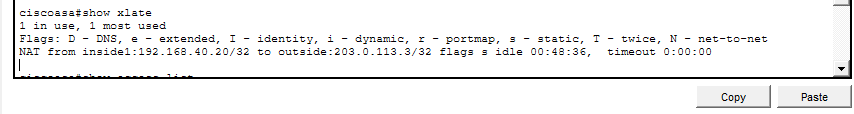 ciscoasa#show xlate
1 in use, 1 most used
Flags: D - DNS, e - extended, I - identity, i - dynamic, r - portmap, s - static, T - twice, N - net-to-net
NAT from inside1:192.168.40.20/32 to outside:203.0.113.3/32 flags s idle 00:48:36, timeout 0:00:00
Copy Paste